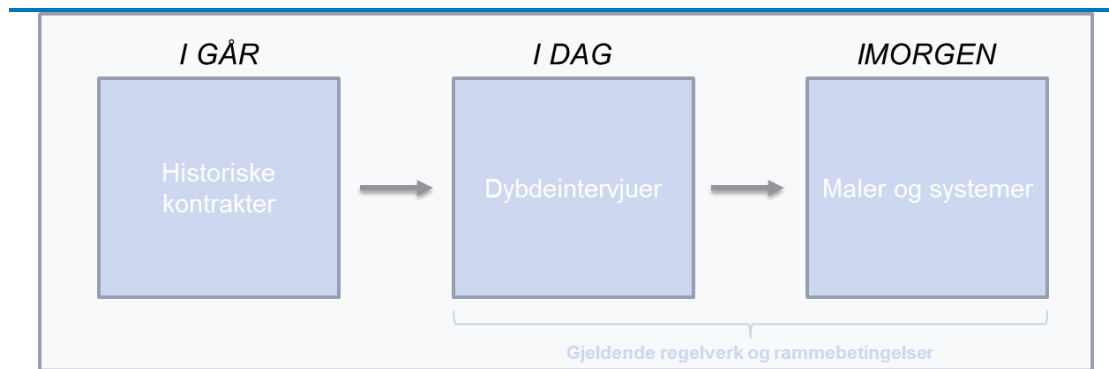 I GÅR
I DAG
IMORGEN
Historiske
kontrakter
Dybdeintervjuer
Maler og systemer
Gjeldende regelverk og rammebetingelser